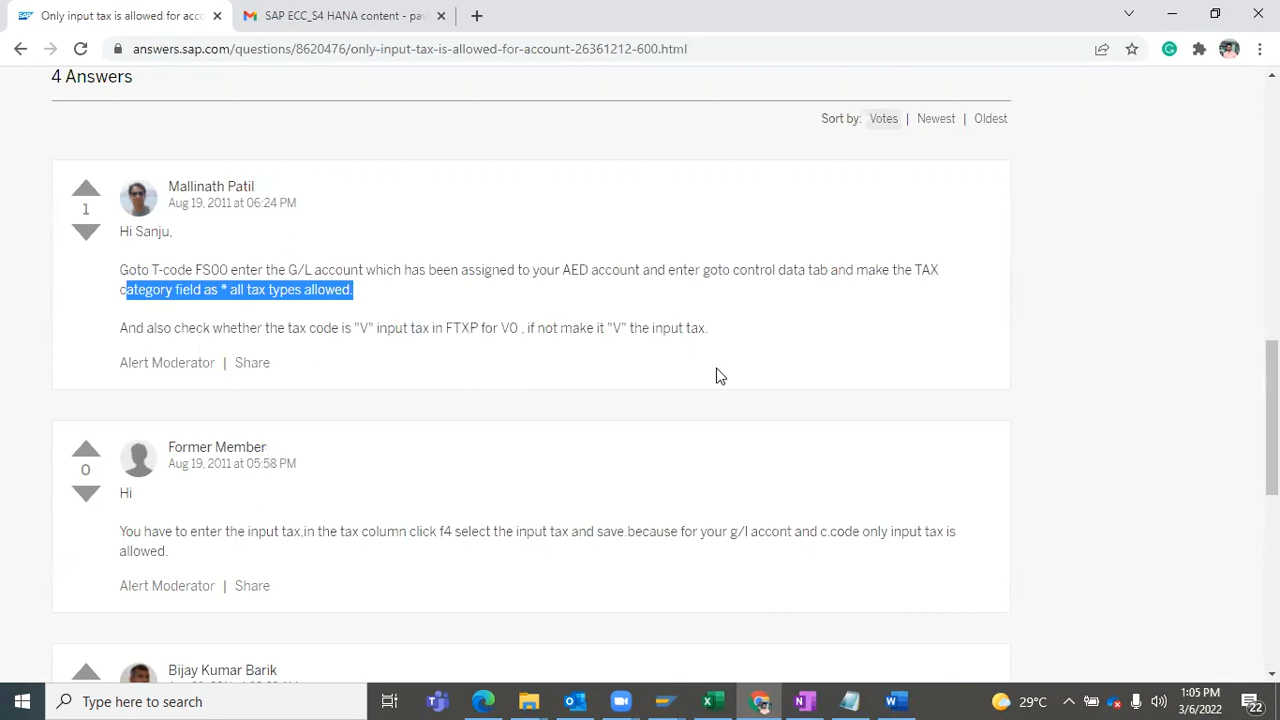 Only input tax is allowed for acc
SAP ECC_S4 HANA content - pav
answers.sap.com/questions/8620476/only-input-tax-is-allowed-for-account-26361212-600.html
4 Answers
Sort by: Votes | Newest | Oldest
Mallinath Patil
Aug 19, 2011 at 06:24 PM
1
Hi Sanju,
Goto T-code FS00 enter the G/L account which has been assigned to your AED account and enter goto control data tab and make the TAX
category field as * all tax types allowed.
And also check whether the tax code is "V" input tax in FTXP for V0 . if not make it "V" the input tax.
Alert Moderator | Share
Former Member
Aug 19, 2011 at 05:58 PM
0
Hi
You have to enter the input tax,in the tax column click f4 select the input tax and save.because for your g/l accont and c.code only input tax is
allowed.
Alert Moderator | Share
Bijay Kumar Barik
Type here to search
29°C
1:05 PM
3/6/2022
22